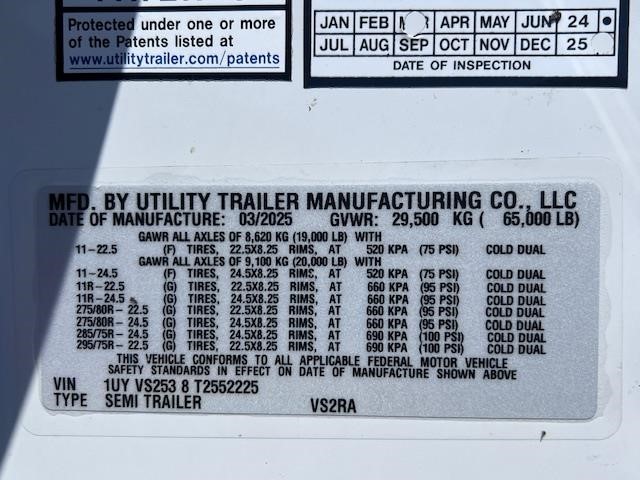 Protected under one or more
of the Patents listed at
www.utilitytrailer.com/patents
JAN FEB MAR APR MAY JUN 24
JUL AUG SEP OCT NOV DEC 25
DATE OF INSPECTION
MFD. BY UTILITY TRAILER MANUFACTURING CO., LLC
DATE OF MANUFACTURE: 03/2025 GVWR: 29,500 KG ( 65,000 LB)
GAWR ALL AXLES OF 8,620 KG (19,000 LB) WITH
11-22.5 (F) TIRES, 22.5X8.25 RIMS, AT 520 KPA (75 PSI) COLD DUAL
GAWR ALL AXLES OF 9,100 KG (20,000 LB) WITH
11-24.5 (F) TIRES, 24.5X8.25 RIMS, AT 520 KPA (75 PSI) COLD DUAL
11R-22.5 (G) TIRES, 22.5X8.25 RIMS, AT 660 KPA (95 PSI) COLD DUAL
11R-24.5 (G) TIRES, 24.5X8.25 RIMS, AT 660 KPA (95 PSI) COLD DUAL
275/80R-22.5 (G) TIRES, 22.5X8.25 RIMS, AT 660 KPA (95 PSI) COLD DUAL
275/80R-24.5 (G) TIRES, 24.5X8.25 RIMS, AT 660 KPA (95 PSI) COLD DUAL
285/75R-24.5 (G) TIRES, 24.5X8.25 RIMS, AT 690 KPA (100 PSI) COLD DUAL
295/75R-22.5 (G) TIRES, 22.5X8.25 RIMS, AT 690 KPA (100 PSI) COLD DUAL
THIS VEHICLE CONFORMS TO ALL APPLICABLE FEDERAL MOTOR VEHICLE
SAFETY STANDARDS IN EFFECT ON DATE OF MANUFACTURE SHOWN ABOVE
VIN 1UY VS253 8 T2552225
TYPE SEMI TRAILER VS2RA